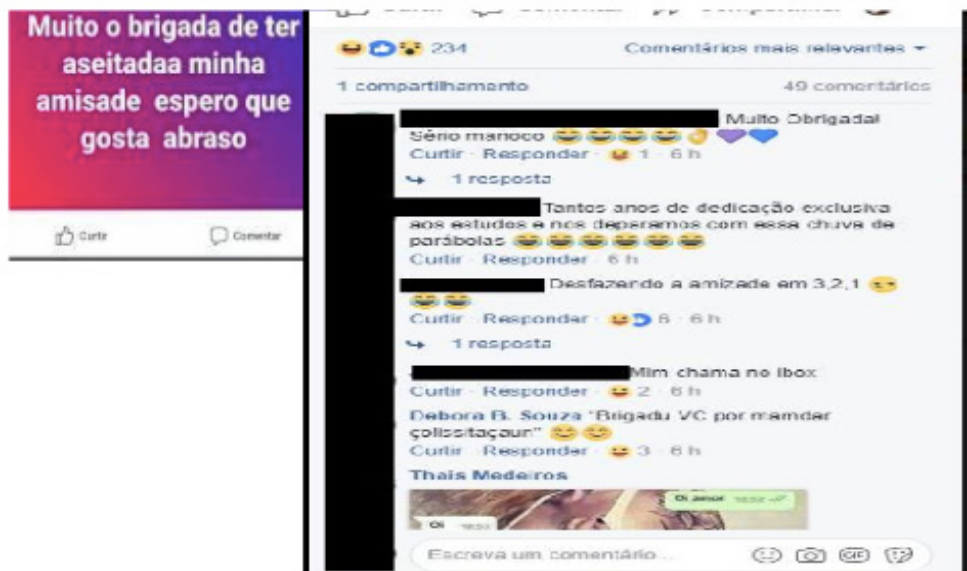 Muito o brigada de ter
aseitadaa minha
amisade espero que
gosta abraso
Curtir
Comentar
234
Comentários mais relevantes
1 compartilhamento
49 comentários
Muito Obrigada!
Sério manoco
Curtir · Responder · 1 · 6 h
1 resposta
Tantos anos de dedicação exclusiva
aos estudos e nos deparamos com essa chuva de
parábolas
Curtir · Responder · 6 h
Desfazendo a amizade em 3,2,1
Curtir · Responder · 6 · 6 h
1 resposta
Mim chama no Ibox
Curtir · Responder · 2 · 6 h
Debora B. Souza "Brigadu VC por mamdar
çolissitaçaun"
Curtir · Responder · 3 · 6 h
Thais Medeiros
Oi amor
Oi
Escreva um comentário...
GIF